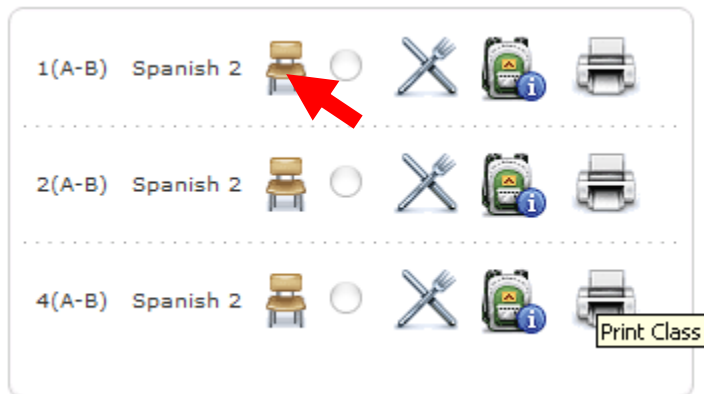 1(A-B) Spanish 2
2(A-B) Spanish 2
4(A-B) Spanish 2
Print Class